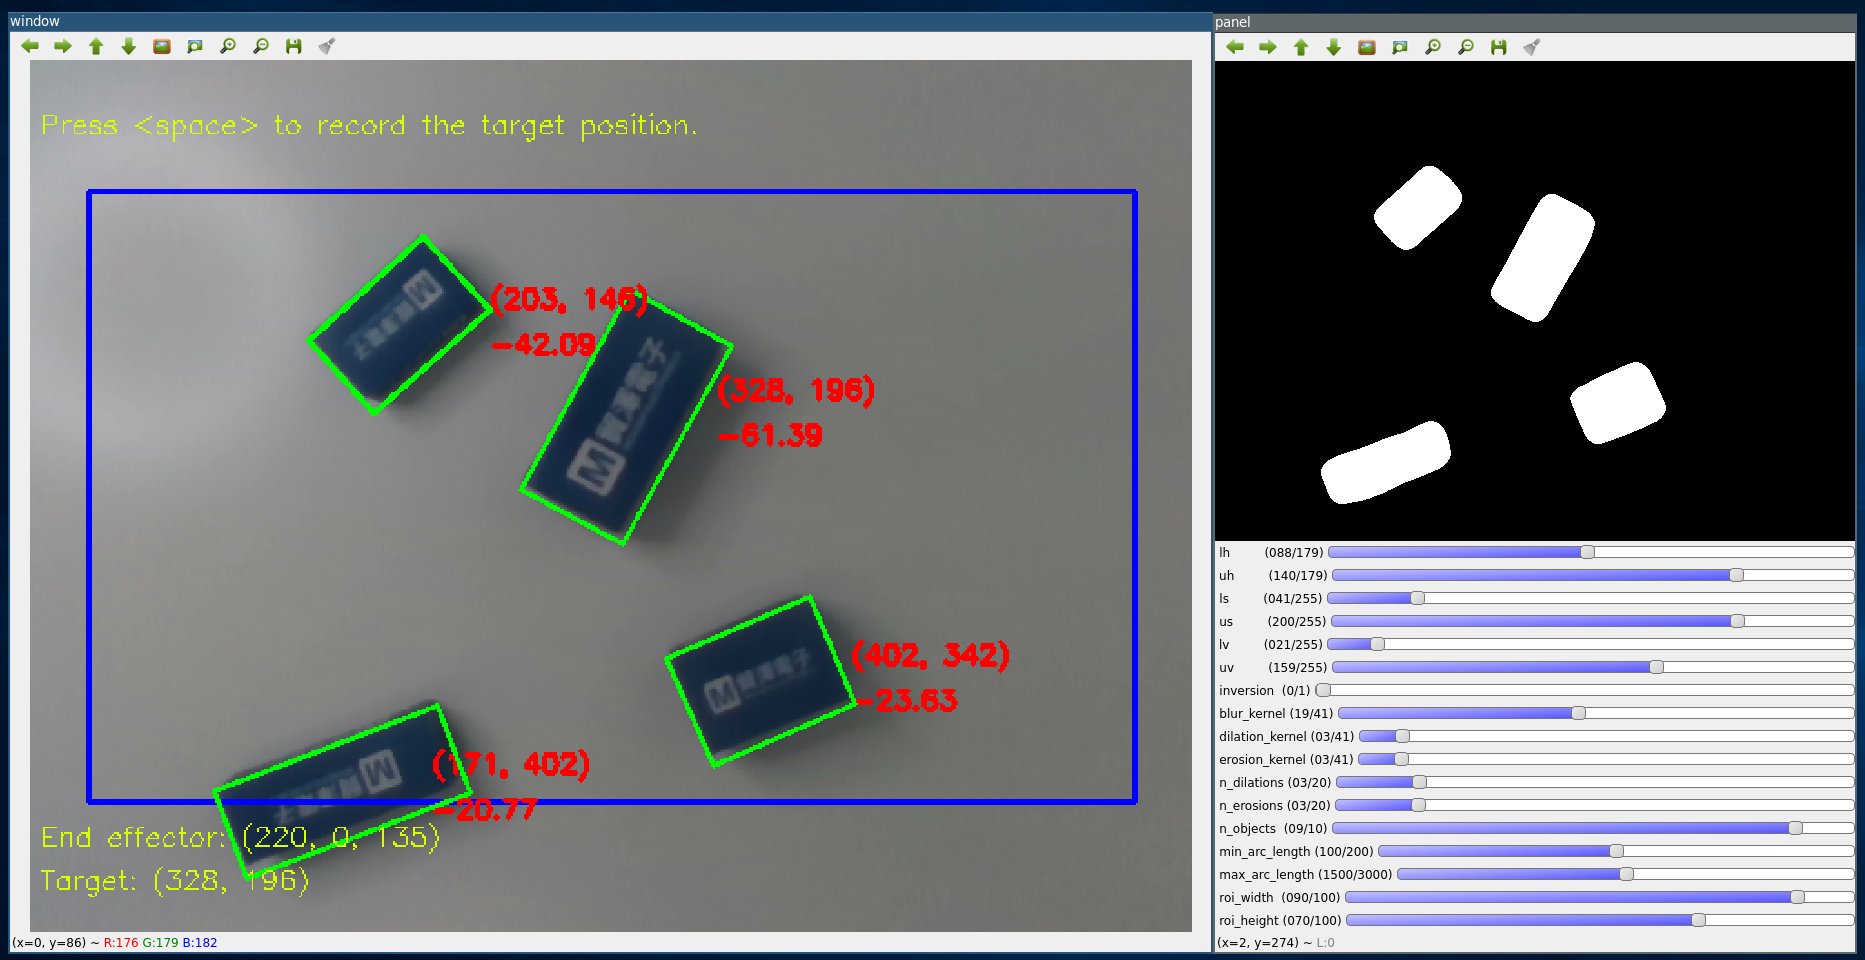 window
panel
Press <space> to record the target position.
(203, 146)
-42.09
(328, 196)
-61.39
M
電子
(402, 342)
-23.63
M
電子
(171, 402)
-20.77
M
End effector: (220, 0, 135)
Target: (328, 196)
(x=0, y=86) ~ R:176 G:179 B:182
lh (088/179)
uh (140/179)
ls (041/255)
us (200/255)
lv (021/255)
uv (159/255)
inversion (0/1)
blur_kernel (19/41)
dilation_kernel (03/41)
erosion_kernel (03/41)
n_dilations (03/20)
n_erosions (03/20)
n_objects (09/10)
min_arc_length (100/200)
max_arc_length (1500/3000)
roi_width (090/100)
roi_height (070/100)
(x=2, y=274) ~ L:0